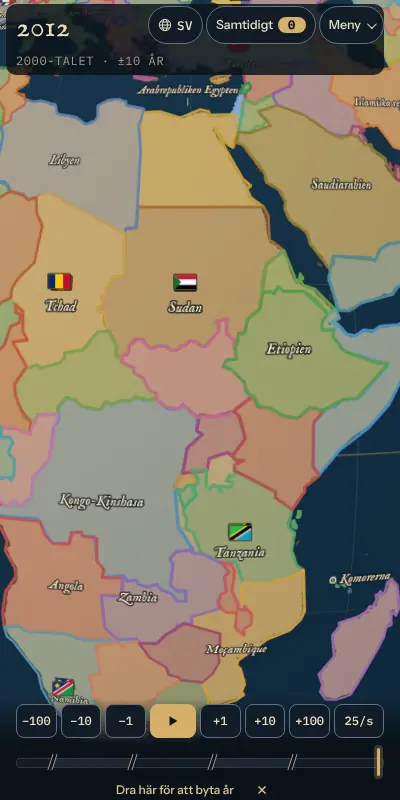 2012
SV
Samtidigt 0
Meny
2000-TALET · ±10 ÅR
Arabrepubliken Egypten
Libyen
Saudiarabien
Tchad
Sudan
Etiopien
Kongo-Kinshasa
Tanzania
Angola
Zambia
Komorerna
Moçambique
Namibia
−100
−10
−1
+1
+10
+100
25/s
Dra här för att byta år ×